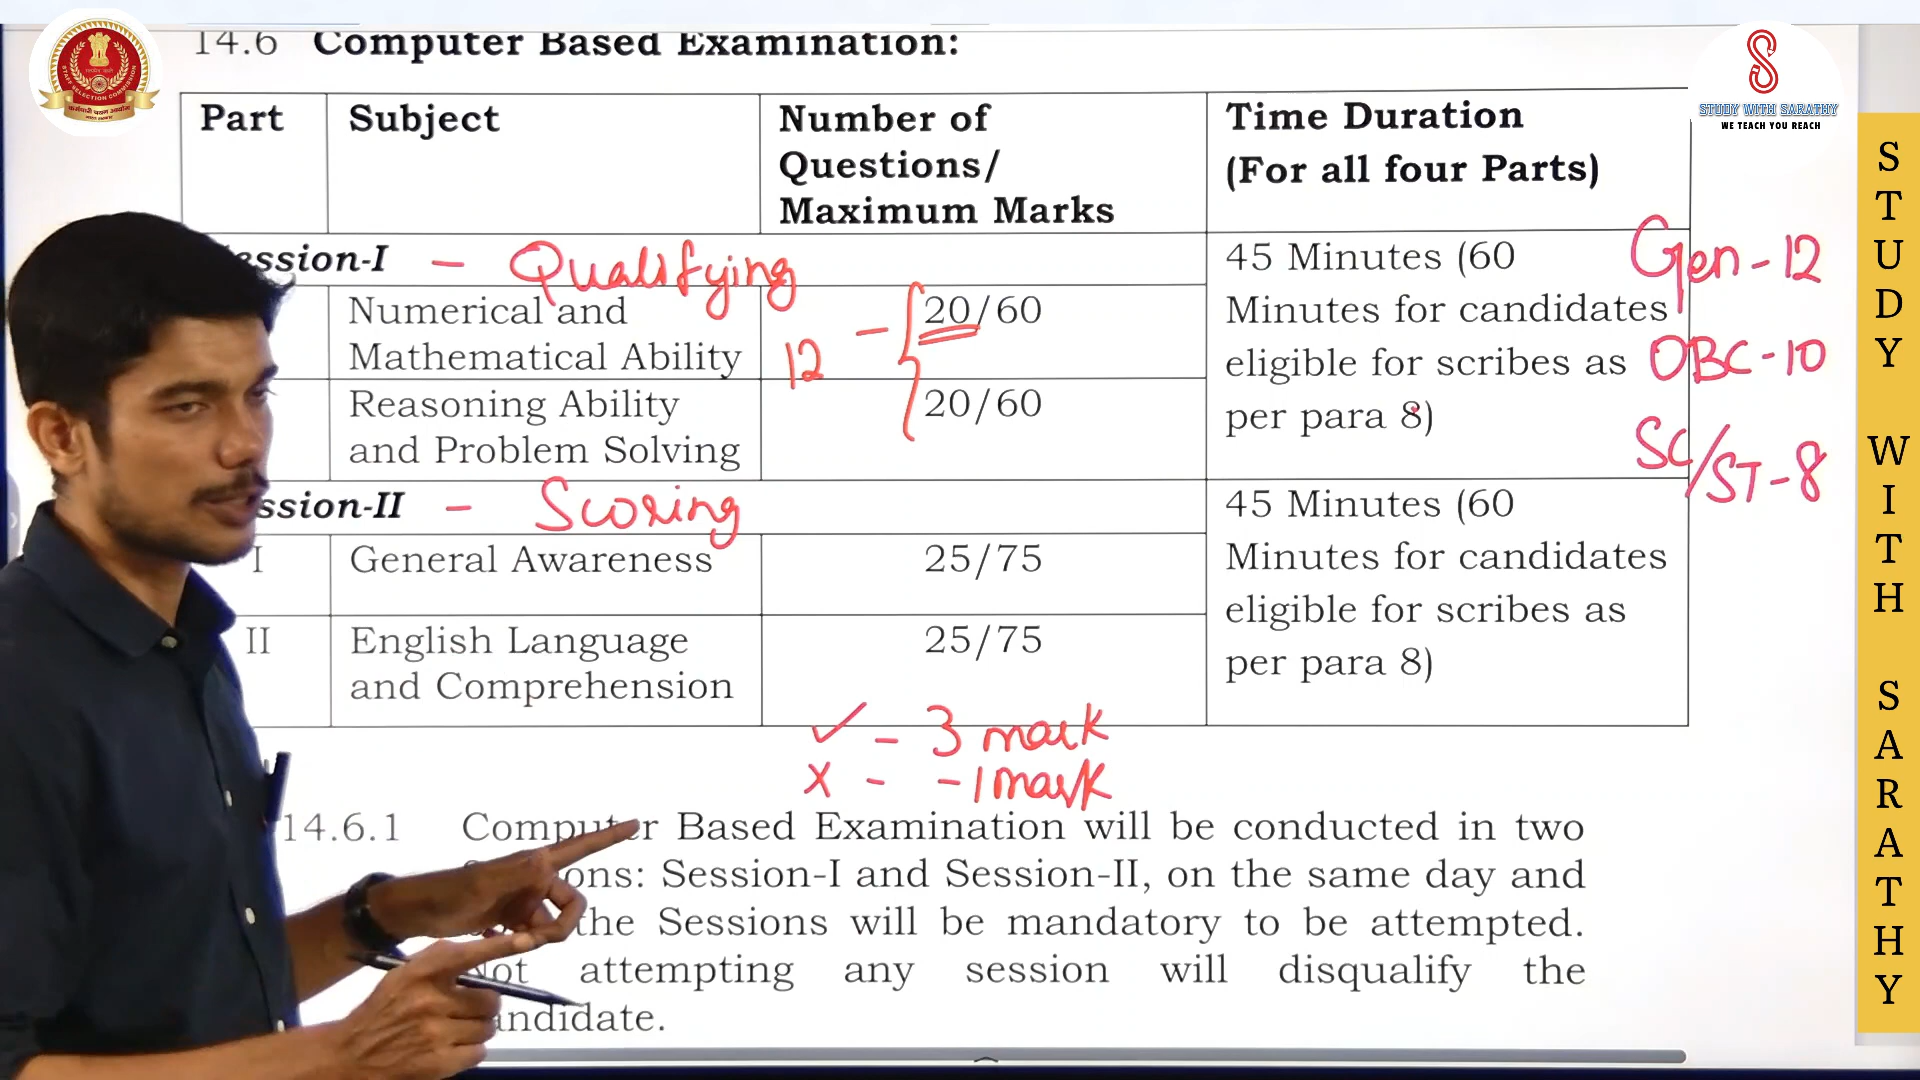 14.6 Computer Based Examination:
STUDY WITH SARATHY
WE TEACH YOU REACH
STAFF SELECTION COMMISSION
Part Subject Number of Questions/ Maximum Marks Time Duration (For all four Parts)
ssion-I - Qualifying
Numerical and
Mathematical Ability
12 -
20/60
Reasoning Ability
and Problem Solving
20/60
45 Minutes (60
Minutes for candidates
eligible for scribes as
per para 8)
Gen-12
OBC-10
SC/ST-8
ssion-II - Scoring
I General Awareness 25/75
II English Language
and Comprehension
25/75
45 Minutes (60
Minutes for candidates
eligible for scribes as
per para 8)
✓ - 3 mark
x - -1 mark
14.6.1 Computer Based Examination will be conducted in two
ons: Session-I and Session-II, on the same day and
the Sessions will be mandatory to be attempted.
Not attempting any session will disqualify the
andidate.
STUDY WITH SARATHY